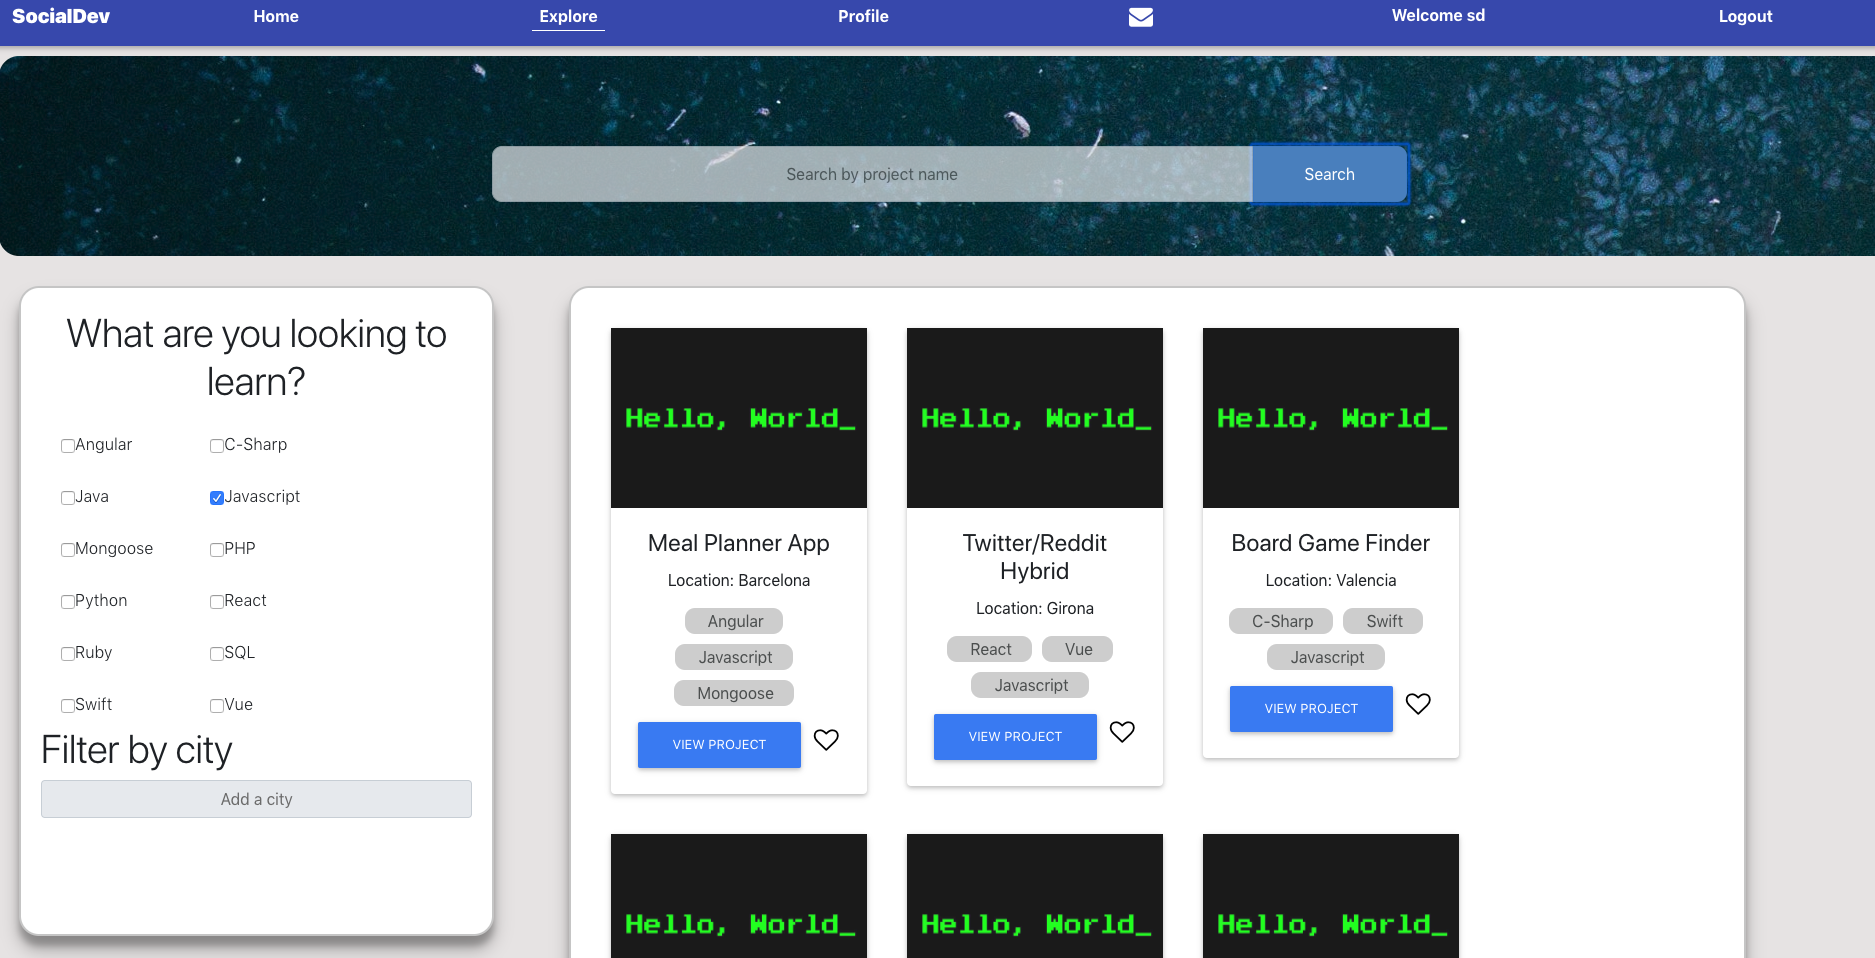 SocialDev
Home
Explore
Profile
Welcome sd
Logout
Search by project name
Search
What are you looking to
learn?
Angular
C-Sharp
Java
Javascript
Mongoose
PHP
Python
React
Ruby
SQL
Swift
Vue
Filter by city
Add a city
Hello, World_
Meal Planner App
Location: Barcelona
Angular
Javascript
Mongoose
VIEW PROJECT
Hello, World_
Twitter/Reddit
Hybrid
Location: Girona
React
Vue
Javascript
VIEW PROJECT
Hello, World_
Board Game Finder
Location: Valencia
C-Sharp
Swift
Javascript
VIEW PROJECT
Hello, World_
Hello, World_
Hello, World_